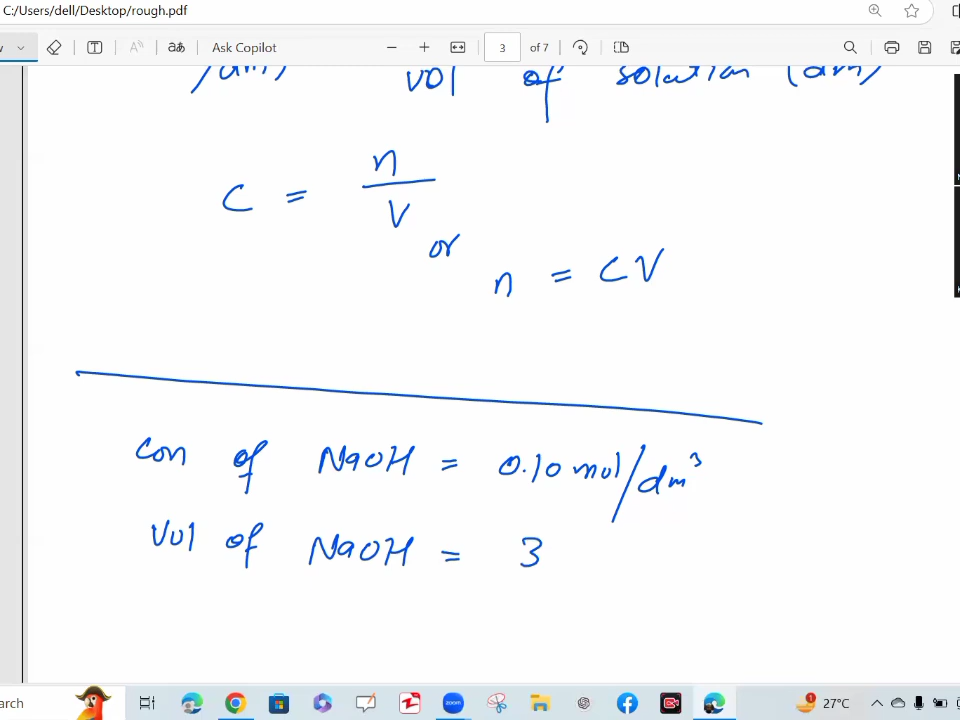 C:/Users/dell/Desktop/rough.pdf
Ask Copilot
3 of 7
vol of solution (dm)
C = n / V
or
n = CV
Con of NaOH = 0.10 mol/dm³
Vol of NaOH = 3
arch
zoom
27°C